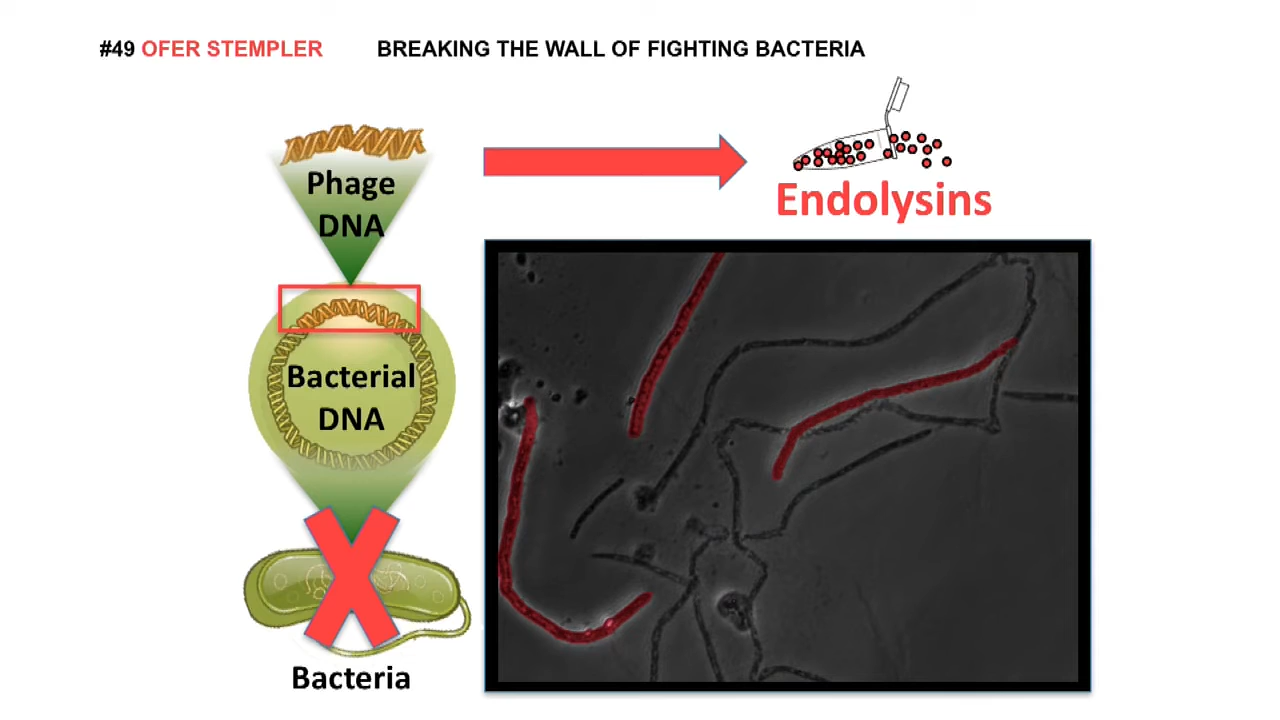 #49 OFER STEMPLER BREAKING THE WALL OF FIGHTING BACTERIA
Phage
DNA
Endolysins
Bacterial
DNA
Bacteria